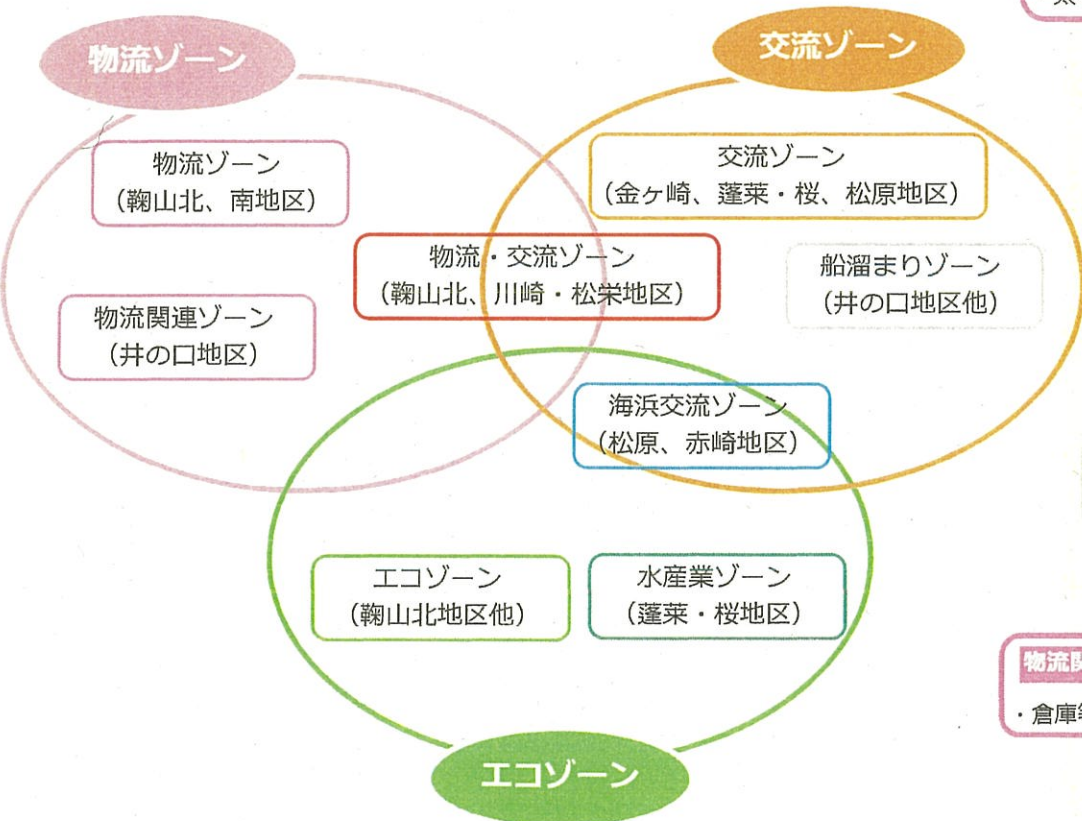 物流ゾーン
交流ゾーン
物流ゾーン
(鞠山北、南地区)
交流ゾーン
(金ヶ崎、蓬莱・桜、松原地区)
物流・交流ゾーン
(鞠山北、川崎・松栄地区)
船溜まりゾーン
(井の口地区他)
物流関連ゾーン
(井の口地区)
海浜交流ゾーン
(松原、赤崎地区)
エコゾーン
(鞠山北地区他)
水産業ゾーン
(蓬莱・桜地区)
物流関
・倉庫
エコゾーン